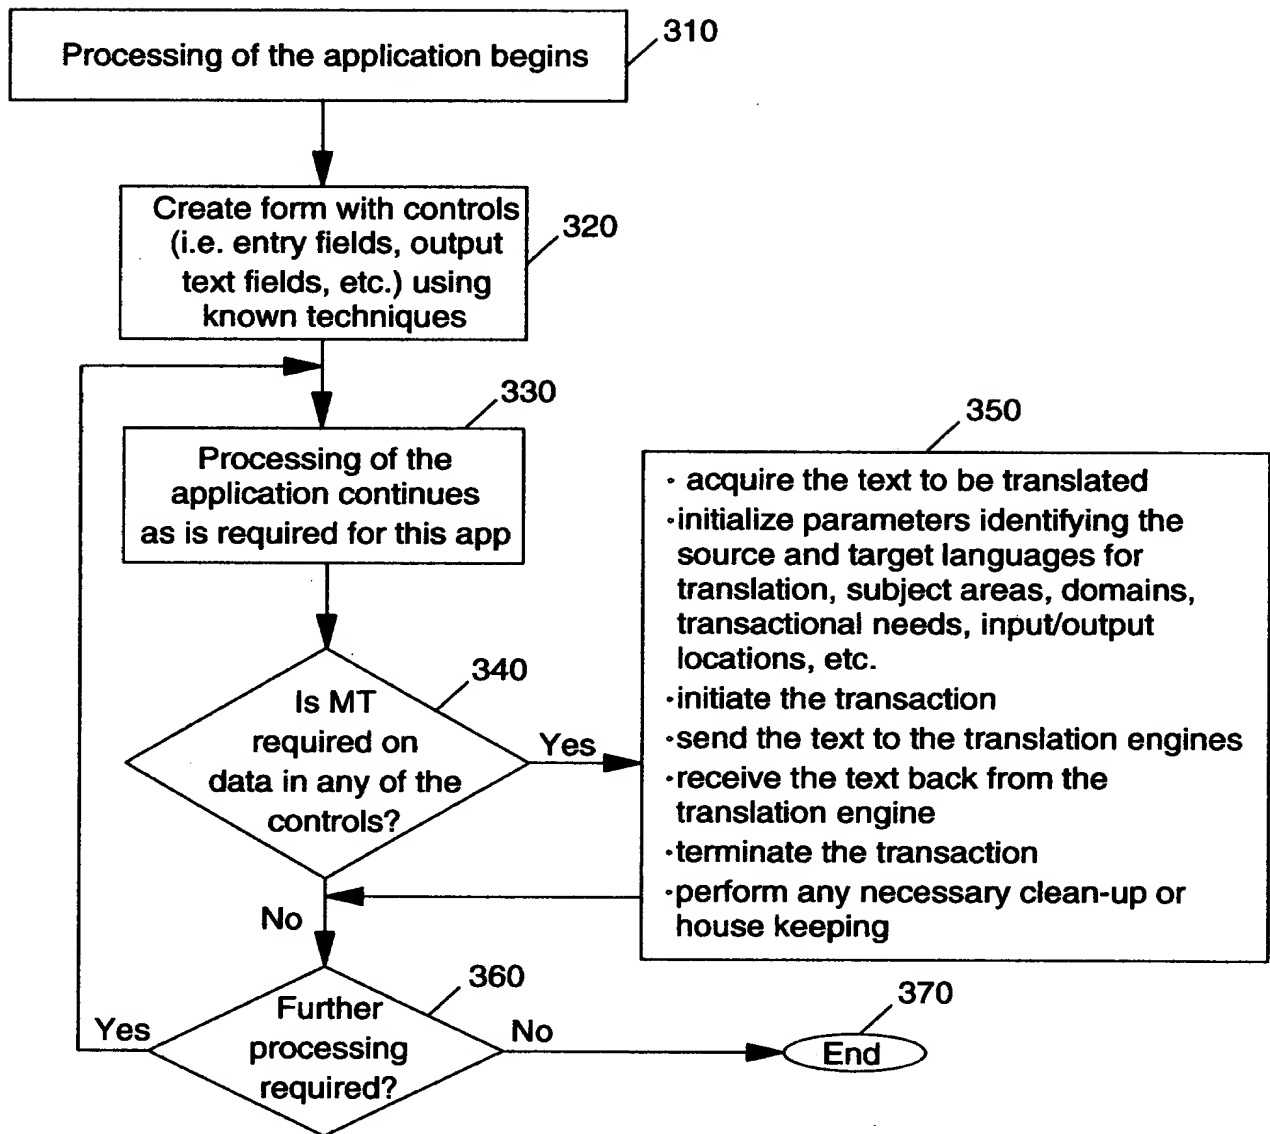 Processing of the application begins
310
Create form with controls
(i.e. entry fields, output
text fields, etc.) using
known techniques
320
330
Processing of the
application continues
as is required for this app
340
Is MT
required on
data in any of the
controls?
Yes
No
350
· acquire the text to be translated
·initialize parameters identifying the
source and target languages for
translation, subject areas, domains,
transactional needs, input/output
locations, etc.
·initiate the transaction
·send the text to the translation engines
·receive the text back from the
translation engine
·terminate the transaction
·perform any necessary clean-up or
house keeping
360
Further
processing
required?
Yes
No
370
End